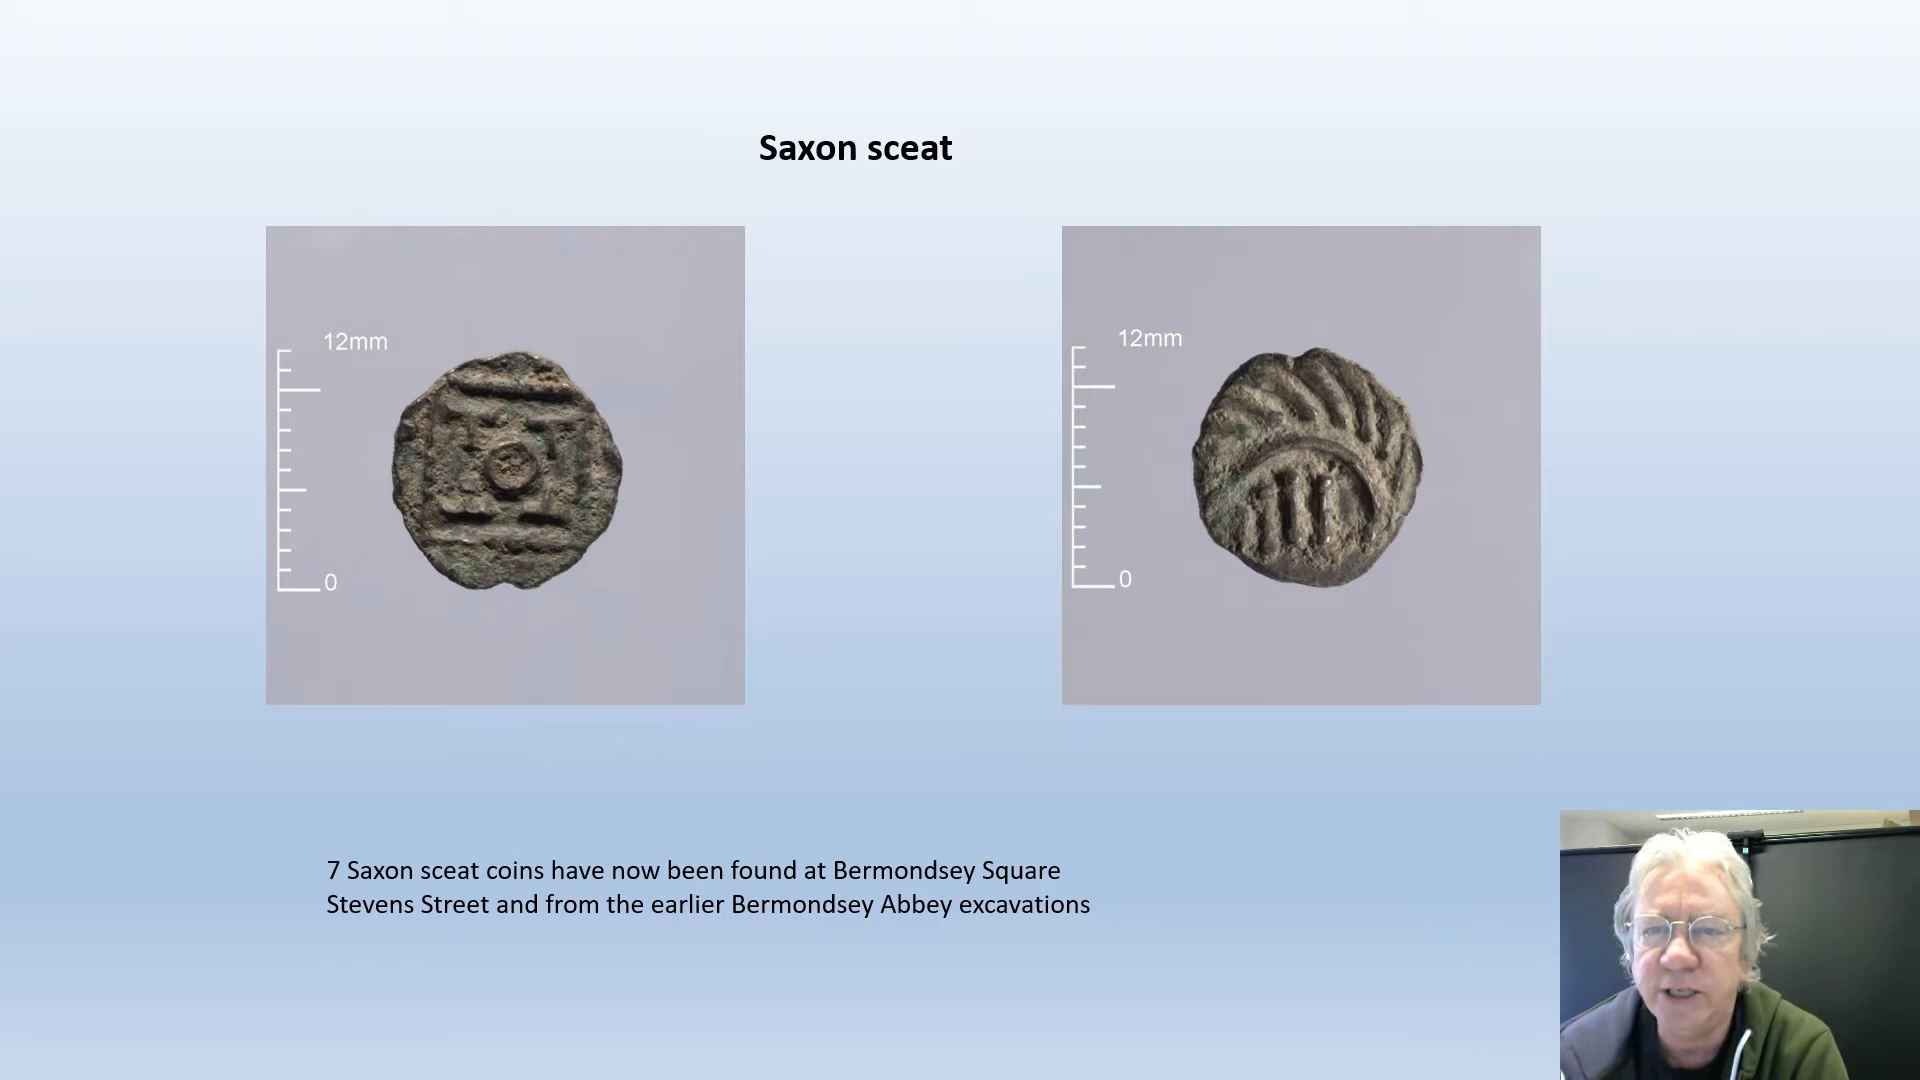 Saxon sceat
12mm
0
12mm
0
7 Saxon sceat coins have now been found at Bermondsey Square
Stevens Street and from the earlier Bermondsey Abbey excavations